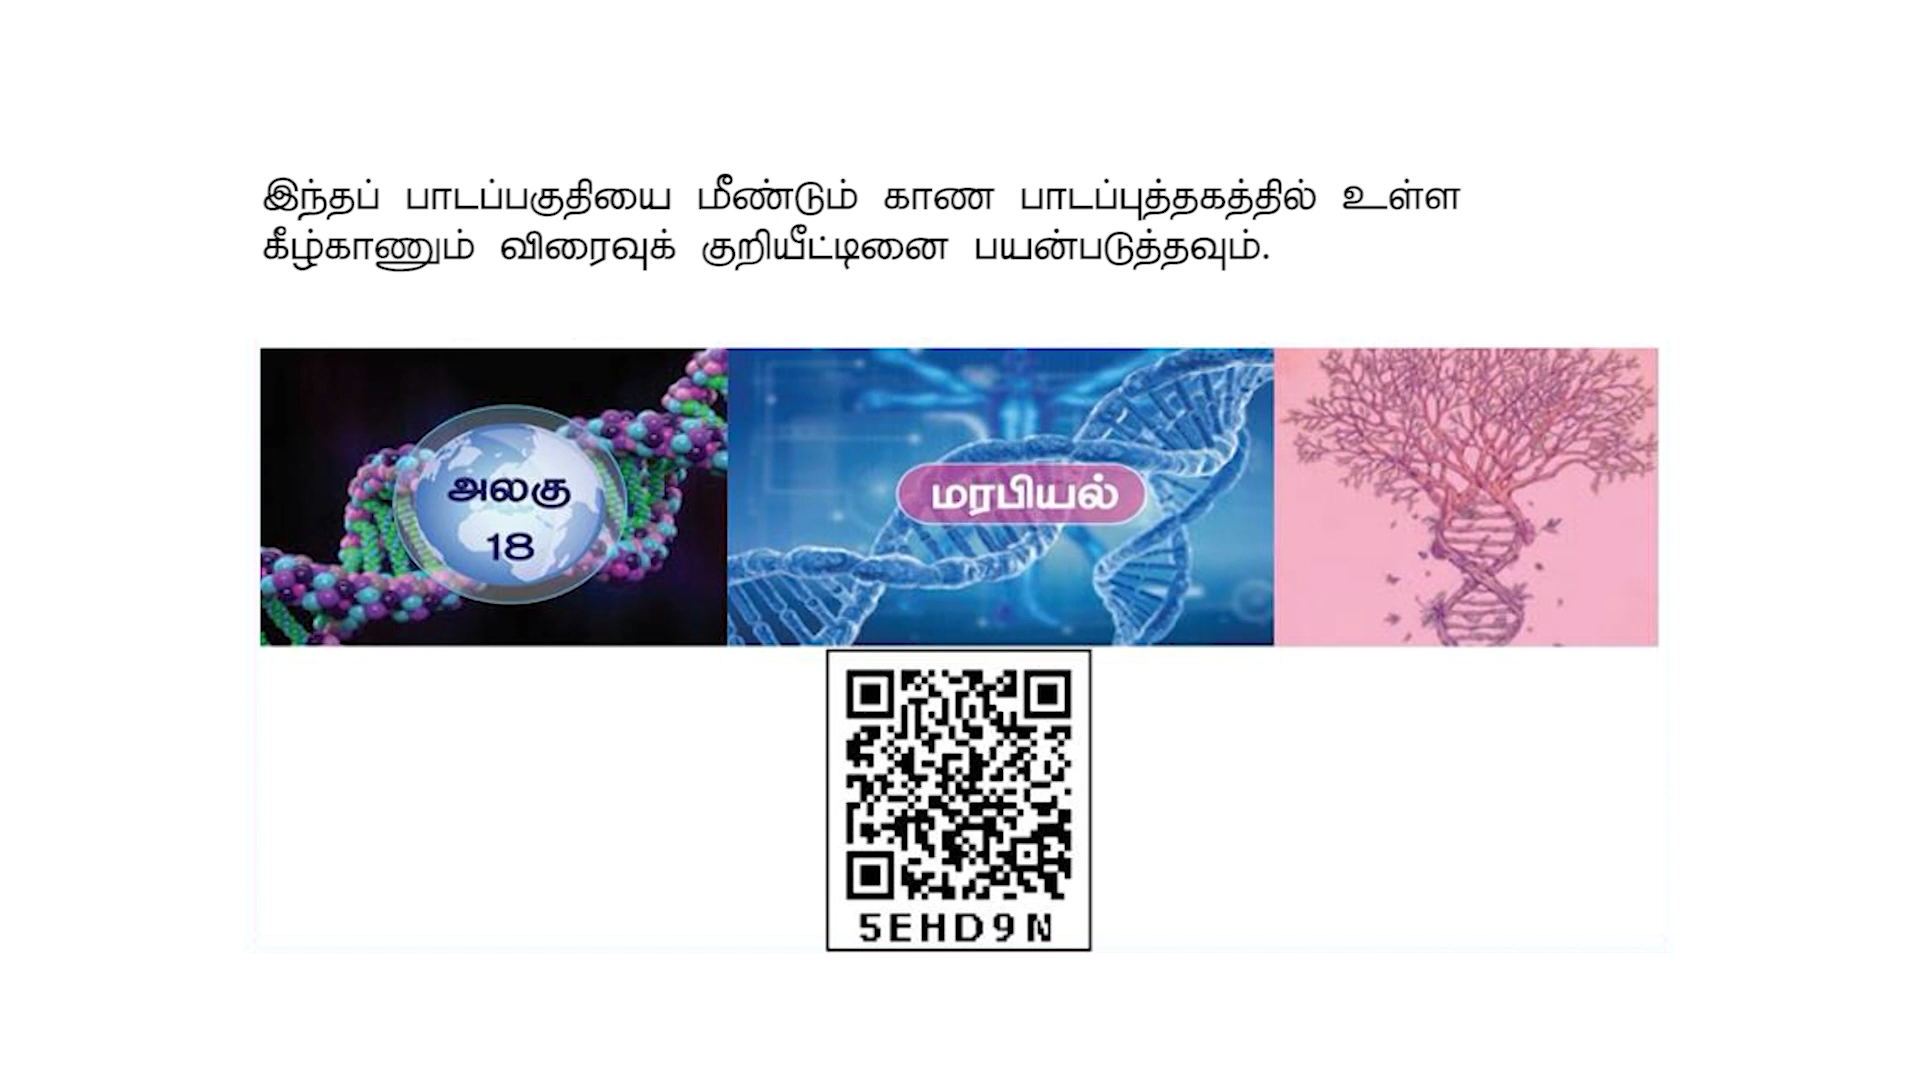 இந்தப் பாடப்பகுதியை மீண்டும் காண பாடப்புத்தகத்தில் உள்ள
கீழ்காணும் விரைவுக் குறியீட்டினை பயன்படுத்தவும்.
அலகு
18
மரபியல்
5EHD9N